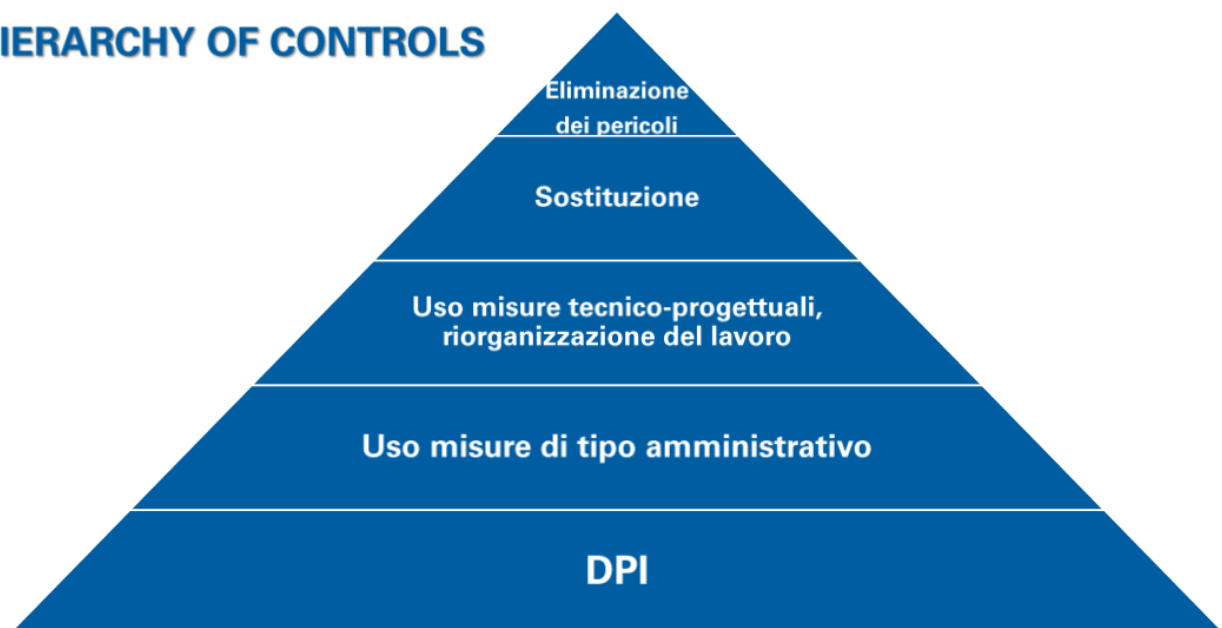 IERARCHY OF CONTROLS
Eliminazione
dei pericoli
Sostituzione
Uso misure tecnico-progettuali,
riorganizzazione del lavoro
Uso misure di tipo amministrativo
DPI